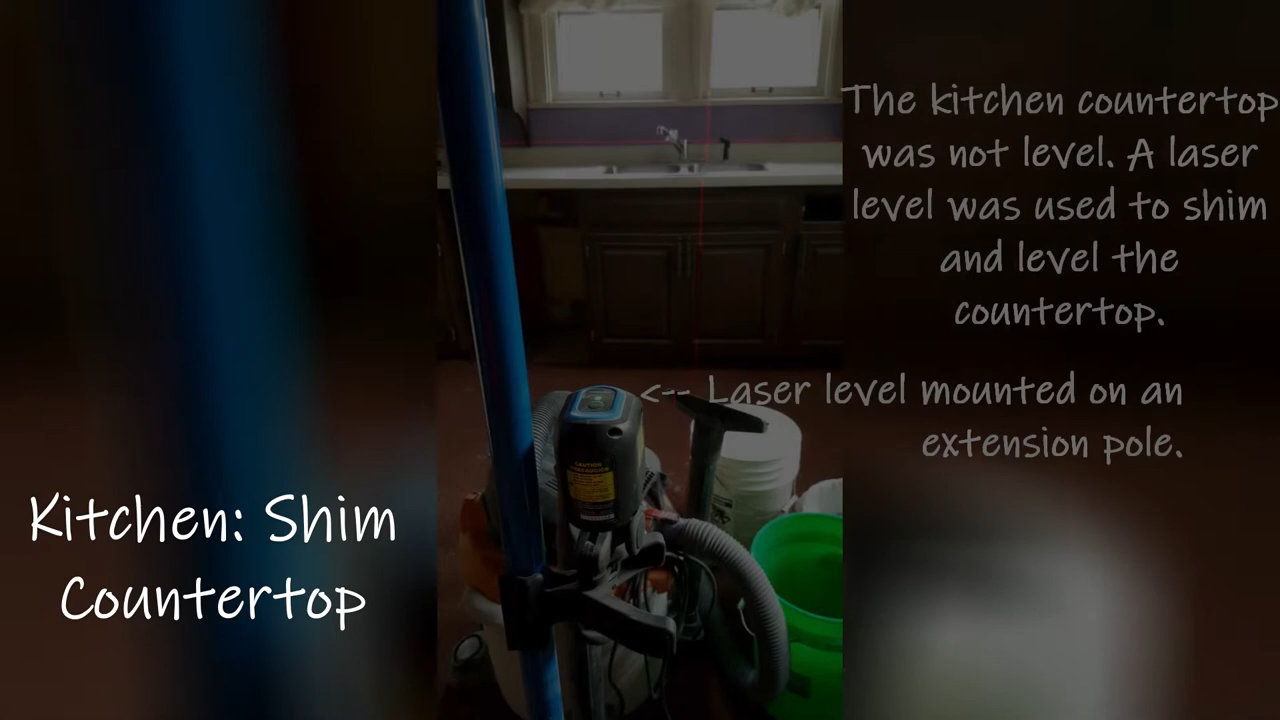 The kitchen countertop
was not level. A laser
level was used to shim
and level the
countertop.
<-- Laser level mounted on an
extension pole.
Kitchen: Shim
Countertop
CAUTION